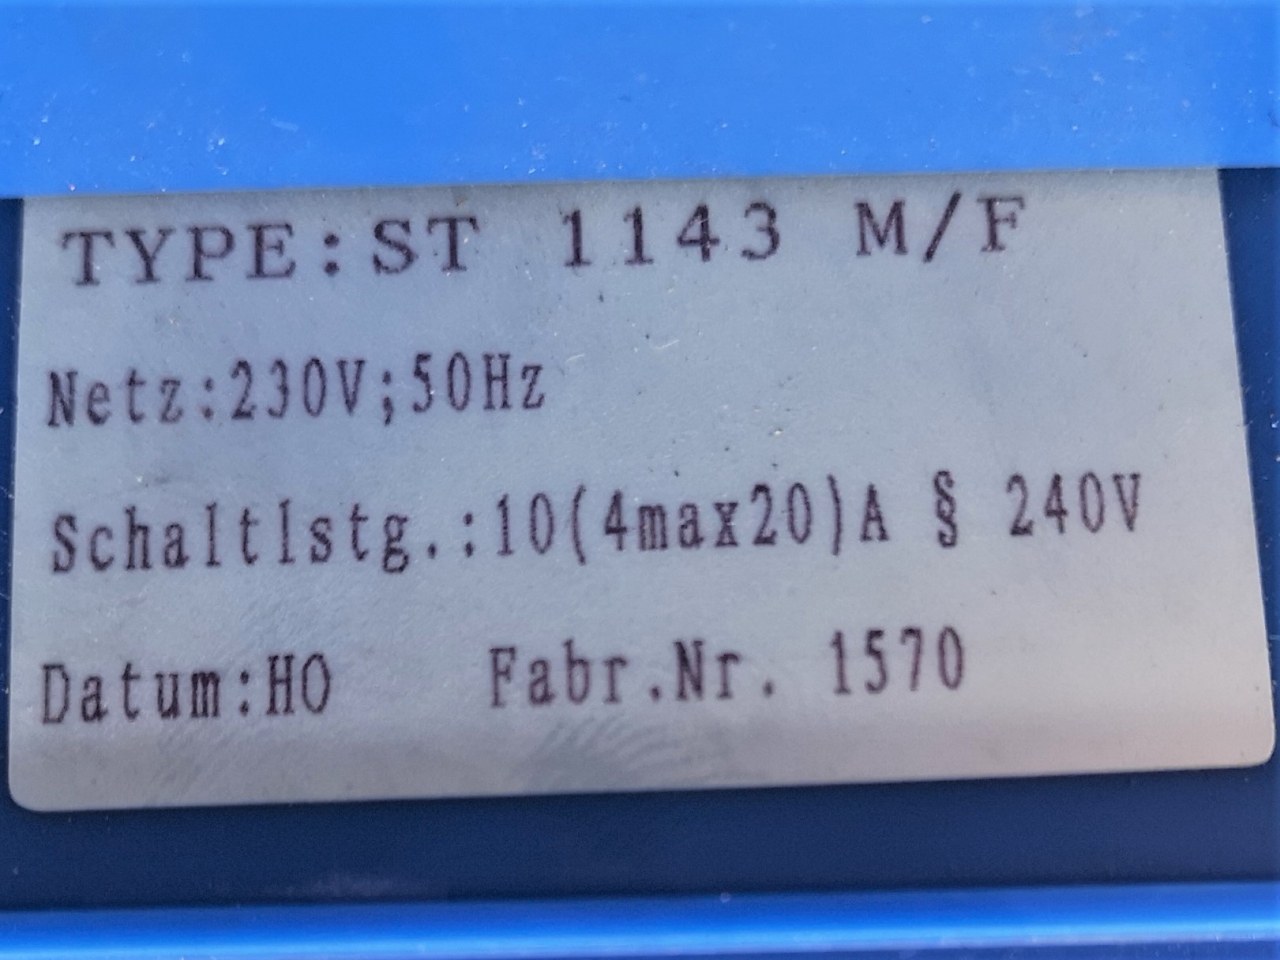 TYPE:ST 1143 M/F
Netz:230V;50Hz
Schaltlstg.:10(4max20)A § 240V
Datum:HO Fabr.Nr. 1570